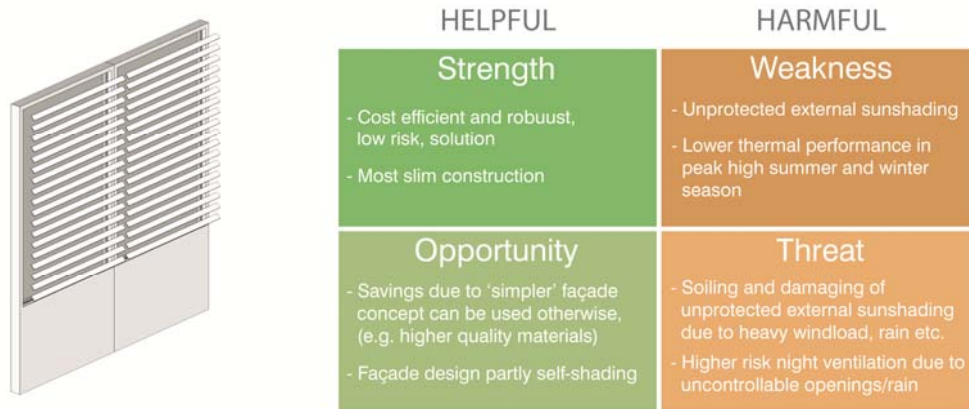 HELPFUL
HARMFUL
Strength
- Cost efficient and robuust,
low risk, solution
- Most slim construction
Weakness
- Unprotected external sunshading
- Lower thermal performance in
peak high summer and winter
season
Opportunity
- Savings due to ‘simpler’ façade
concept can be used otherwise,
(e.g. higher quality materials)
- Façade design partly self-shading
Threat
- Soiling and damaging of
unprotected external sunshading
due to heavy windload, rain etc.
- Higher risk night ventilation due to
uncontrollable openings/rain